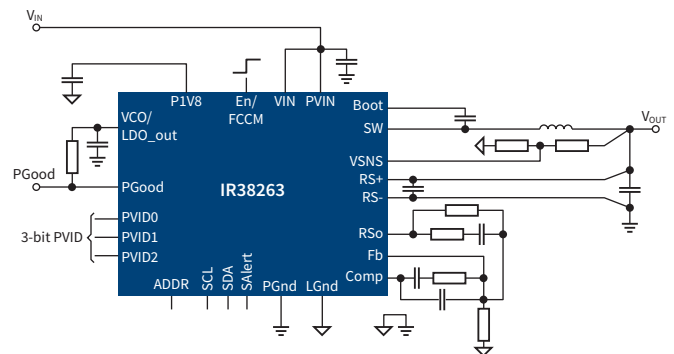 VIN
P1V8
En/
FCCM
VIN
PVIN
Boot
VCO/
LDO_out
SW
VOUT
VSNS
PGood
PGood
IR38263
RS+
RS-
PVID0
3-bit PVID
PVID1
PVID2
RSo
Fb
Comp
ADDR
SCL
SDA
SAlert
PGnd
LGnd